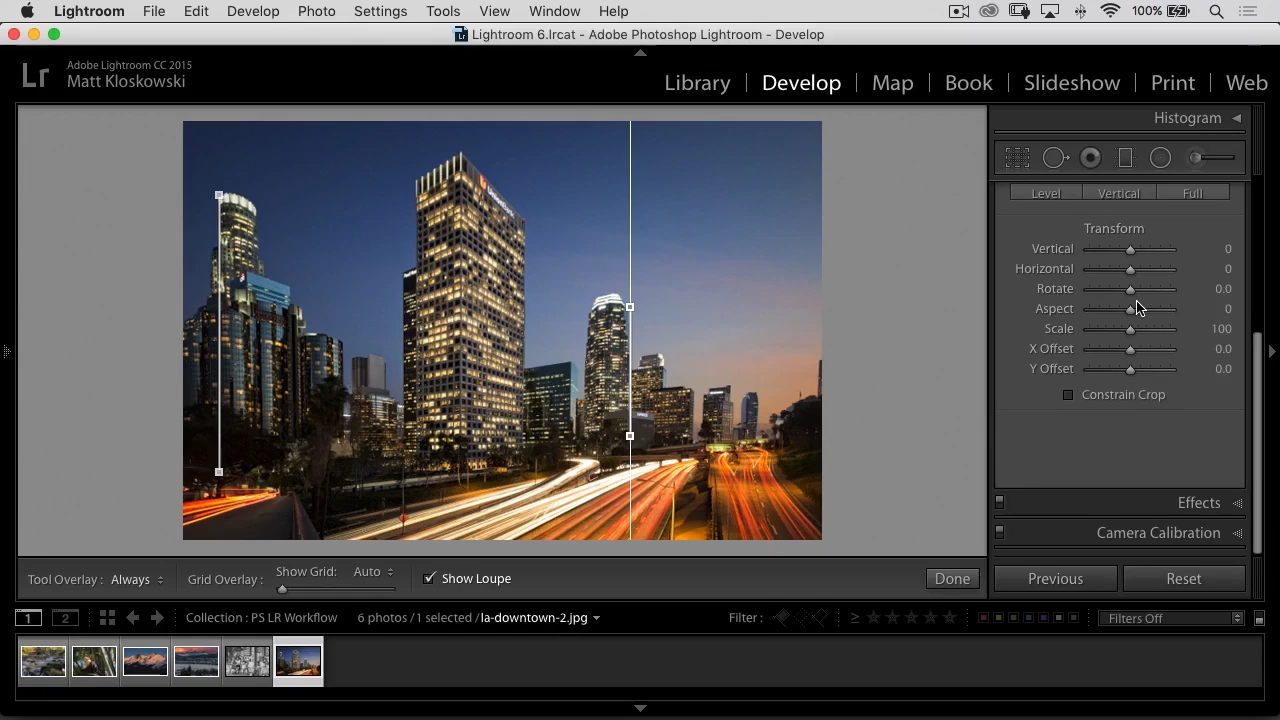 Lightroom File Edit Develop Photo Settings Tools View Window Help 100%
Lr Lightroom 6.lrcat - Adobe Photoshop Lightroom - Develop
Lr Adobe Lightroom CC 2015
Matt Kloskowski
Library | Develop | Map | Book | Slideshow | Print | Web
Histogram
Level Vertical Full
Transform
Vertical 0
Horizontal 0
Rotate 0.0
Aspect 0
Scale 100
X Offset 0.0
Y Offset 0.0
Constrain Crop
Effects
Camera Calibration
Tool Overlay : Always Grid Overlay : Show Grid: Auto Show Loupe Done
Previous Reset
1 2 Collection : PS LR Workflow 6 photos / 1 selected / la-downtown-2.jpg Filter : ≥ Filters Off